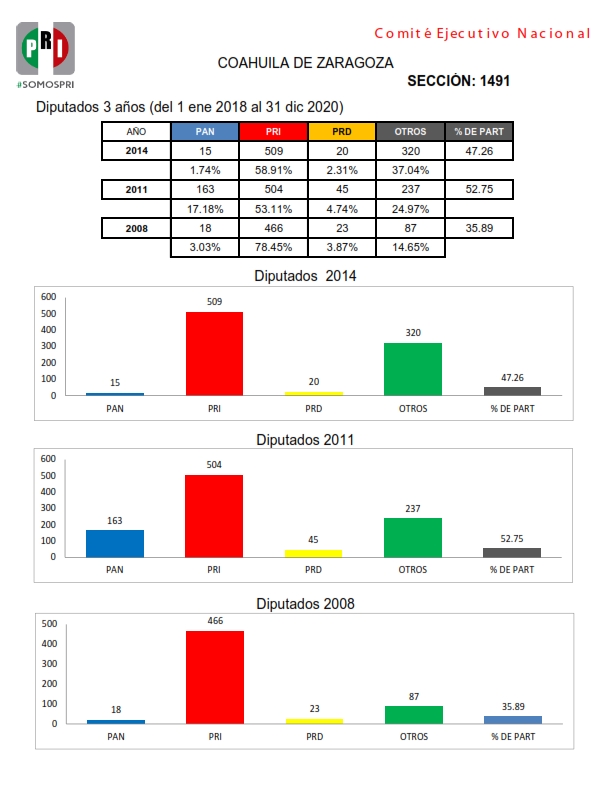 PRI
#SOMOSPRI
Comité Ejecutivo Nacional
COAHUILA DE ZARAGOZA
SECCIÓN: 1491
Diputados 3 años (del 1 ene 2018 al 31 dic 2020)
AÑO PAN PRI PRD OTROS % DE PART
2014 15 509 20 320 47.26
1.74% 58.91% 2.31% 37.04%
2011 163 504 45 237 52.75
17.18% 53.11% 4.74% 24.97%
2008 18 466 23 87 35.89
3.03% 78.45% 3.87% 14.65%
Diputados 2014
600
500
400
300
200
100
0
15 509 20 320 47.26
PAN PRI PRD OTROS % DE PART
Diputados 2011
600
500
400
300
200
100
0
163 504 45 237 52.75
PAN PRI PRD OTROS % DE PART
Diputados 2008
500
400
300
200
100
0
18 466 23 87 35.89
PAN PRI PRD OTROS % DE PART